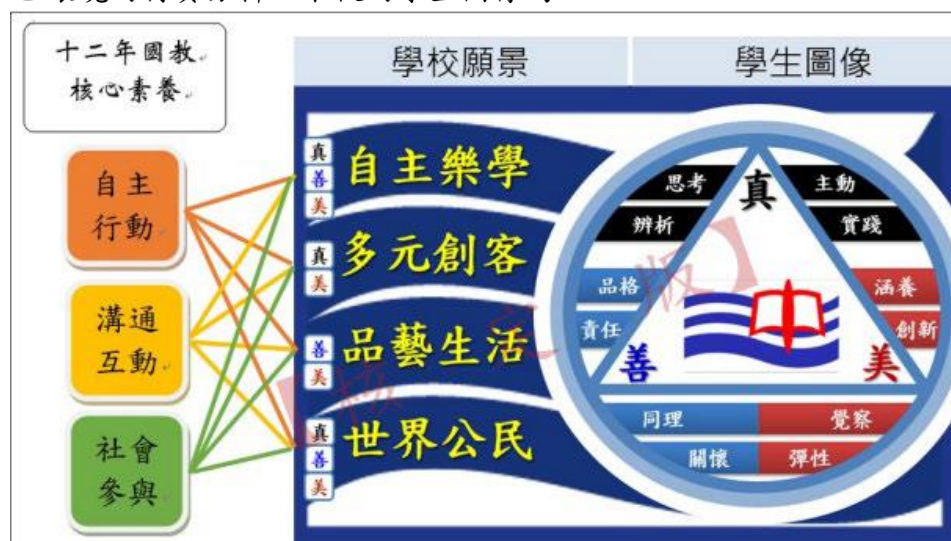 十二年國教
核心素養
學校願景
學生圖像
自主
行動
溝通
互動
社會
參與
真
善
美
自主樂學
真
美
多元創客
善
美
品藝生活
真
善
美
世界公民
思考
真
主動
辨析
實踐
品格
涵養
責任
創新
善
美
同理
覺察
關懷
彈性